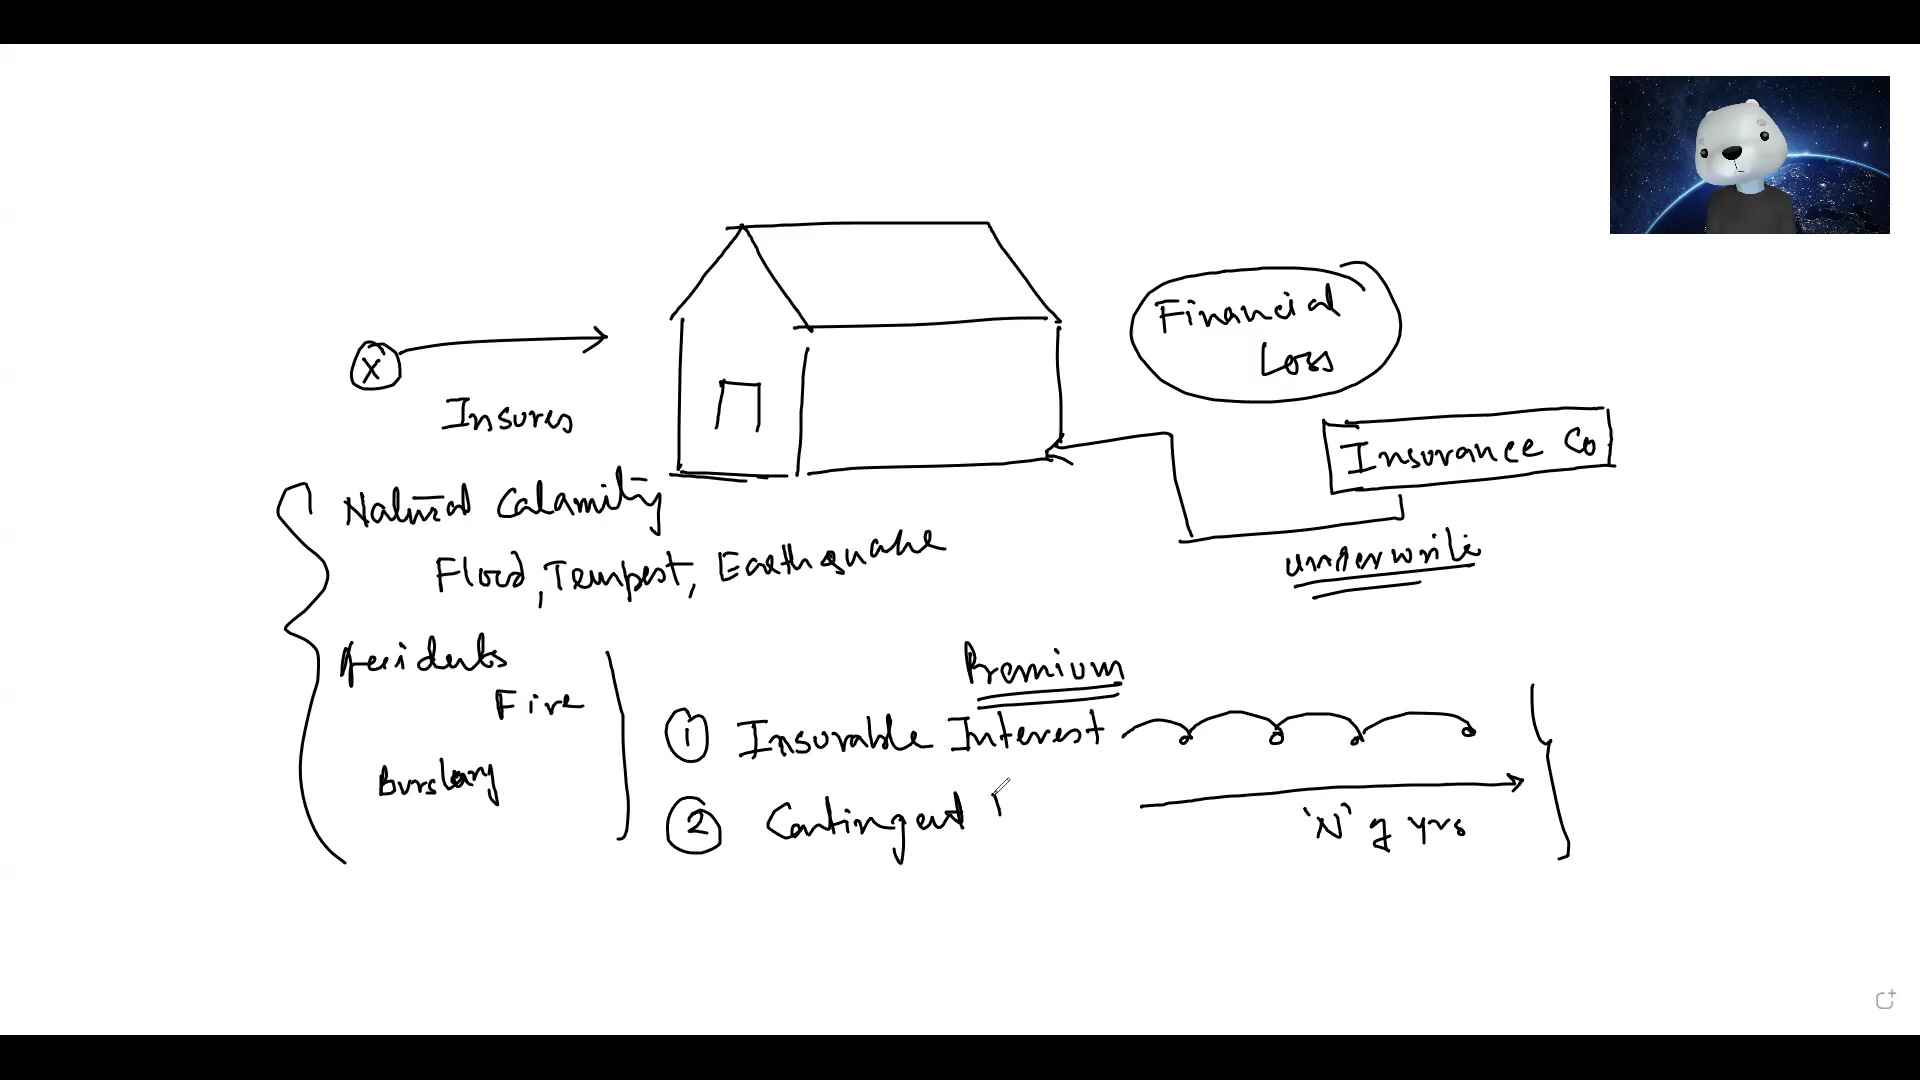 Financial
Loss
X
Insures
Insurance Co
Natural Calamity
Flood, Tempest, Earthquake
underwrite
Accidents
Fire
Burglary
Premium
① Insurable Interest
② Contingent
'N' of yrs